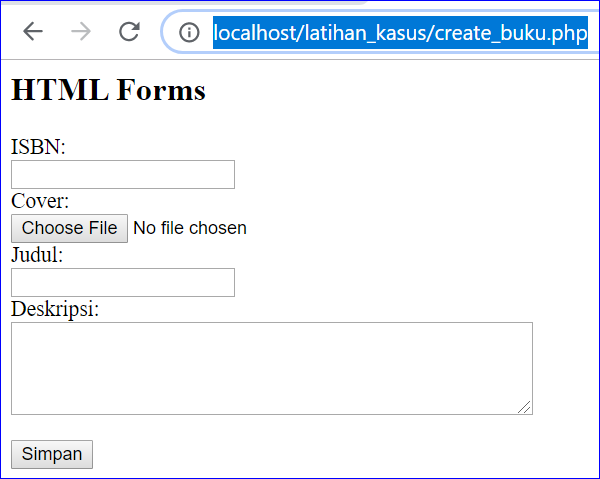 localhost/latihan_kasus/create_buku.php
HTML Forms
ISBN:
Cover:
Choose File No file chosen
Judul:
Deskripsi:
Simpan